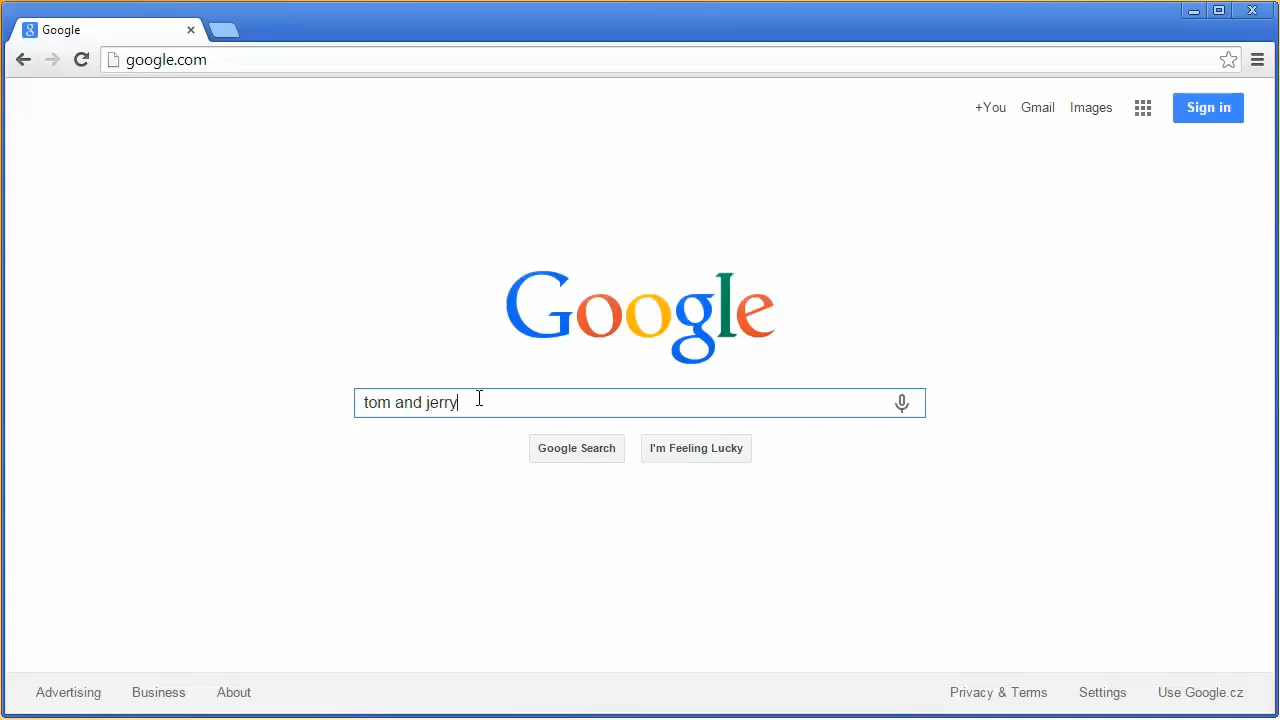 Google
google.com
+You Gmail Images Sign in
Google
tom and jerry
Google Search I'm Feeling Lucky
Advertising Business About Privacy & Terms Settings Use Google.cz